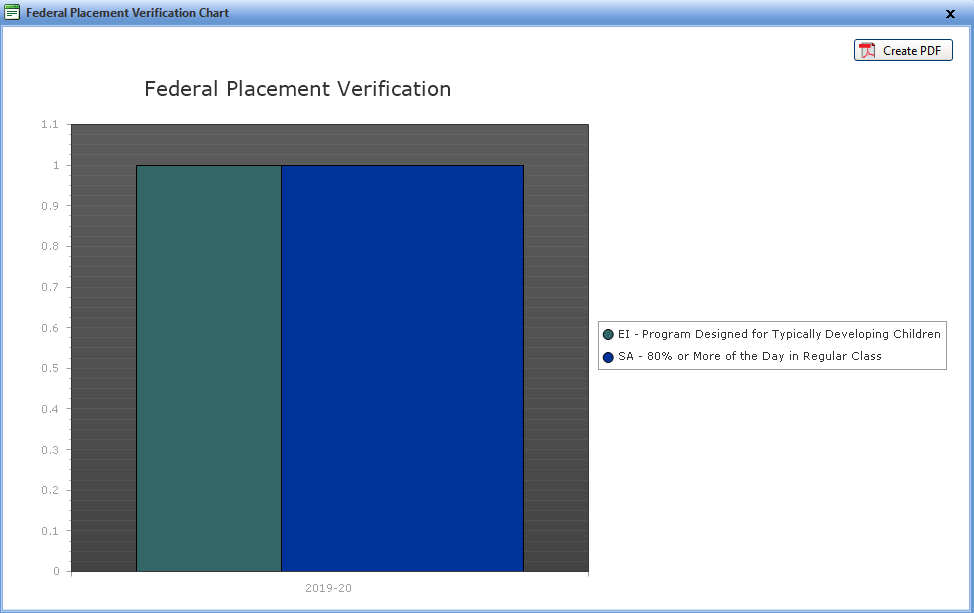 Federal Placement Verification Chart
x
Create PDF
Federal Placement Verification
1.1
1
0.9
0.8
0.7
0.6
0.5
0.4
0.3
0.2
0.1
0
2019-20
EI - Program Designed for Typically Developing Children
SA - 80% or More of the Day in Regular Class